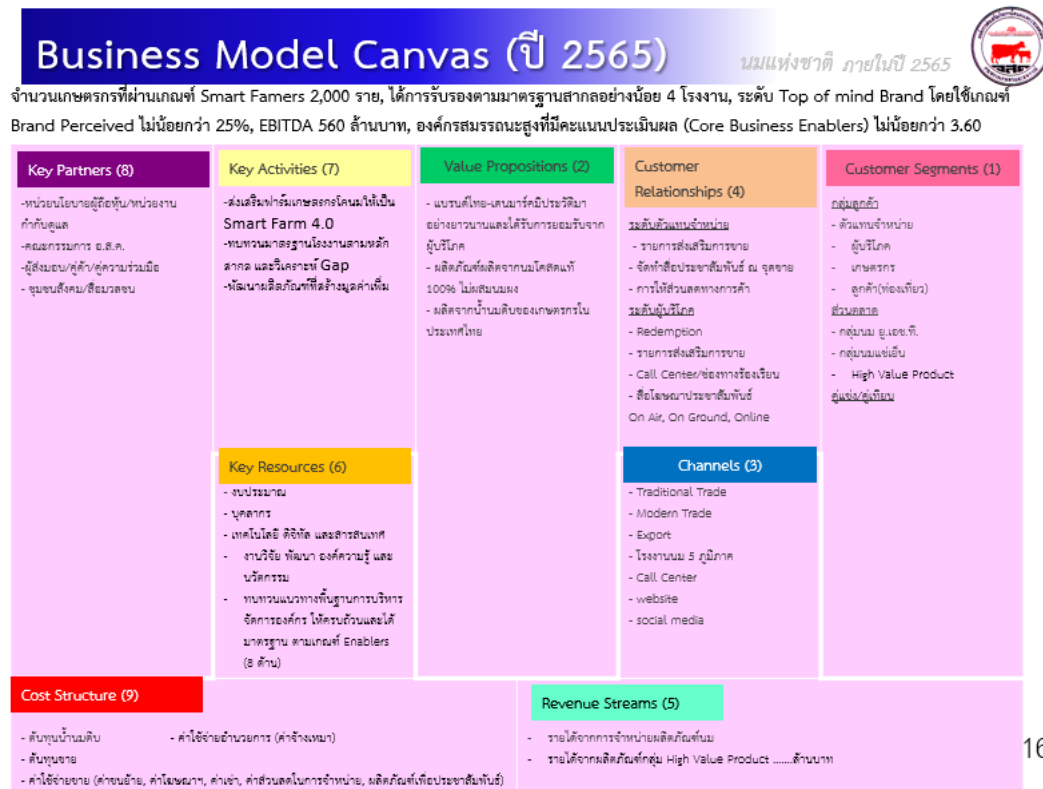 Business Model Canvas (ปี 2565)
นมแห่งชาติ ภายในปี 2565
จำนวนเกษตรกรที่ผ่านเกณฑ์ Smart Famers 2,000 ราย, ได้การรับรองตามมาตรฐานสากลอย่างน้อย 4 โรงงาน, ระดับ Top of mind Brand โดยใช้เกณฑ์
Brand Perceived ไม่น้อยกว่า 25%, EBITDA 560 ล้านบาท, องค์กรสมรรถนะสูงที่มีคะแนนประเมินผล (Core Business Enablers) ไม่น้อยกว่า 3.60
Key Partners (8)
-หน่วยนโยบายผู้ถือหุ้น/หน่วยงาน
กำกับดูแล
-คณะกรรมการ อ.ส.ค.
-ผู้ส่งมอบ/คู่ค้า/คู่ความร่วมมือ
- ชุมชนสังคม/สื่อมวลชน
Key Activities (7)
-ส่งเสริมฟาร์มเกษตรกรโคนมให้เป็น
Smart Farm 4.0
-ทบทวนมาตรฐานโรงงานตามหลัก
สากล และวิเคราะห์ Gap
-พัฒนาผลิตภัณฑ์ที่สร้างมูลค่าเพิ่ม
Key Resources (6)
- งบประมาณ
- บุคลากร
- เทคโนโลยี ดิจิทัล และสารสนเทศ
- งานวิจัย พัฒนา องค์ความรู้ และ
นวัตกรรม
- ทบทวนแนวทางพื้นฐานการบริหาร
จัดการองค์กร ให้ครบถ้วนและได้
มาตรฐาน ตามเกณฑ์ Enablers
(8 ด้าน)
Value Propositions (2)
- แบรนด์ไทย-เดนมาร์คมีประวัติมา
อย่างยาวนานและได้รับการยอมรับจาก
ผู้บริโภค
- ผลิตภัณฑ์ผลิตจากนมโคสดแท้
100% ไม่ผสมนมผง
- ผลิตจากน้ำนมดิบของเกษตรกรใน
ประเทศไทย
Customer
Relationships (4)
ระดับตัวแทนจำหน่าย
- รายการส่งเสริมการขาย
- จัดทำสื่อประชาสัมพันธ์ ณ จุดขาย
- การให้ส่วนลดทางการค้า
ระดับผู้บริโภค
- Redemption
- รายการส่งเสริมการขาย
- Call Center/ช่องทางร้องเรียน
- สื่อโฆษณาประชาสัมพันธ์
On Air, On Ground, Online
Channels (3)
- Traditional Trade
- Modern Trade
- Export
- โรงงานนม 5 ภูมิภาค
- Call Center
- website
- social media
Customer Segments (1)
กลุ่มลูกค้า
- ตัวแทนจำหน่าย
- ผู้บริโภค
- เกษตรกร
- ลูกค้า(ท่องเที่ยว)
ส่วนตลาด
- กลุ่มนม ยู.เอช.ที.
- กลุ่มนมแช่เย็น
- High Value Product
คู่แข่ง/คู่เทียบ
Cost Structure (9)
- ต้นทุนน้ำนมดิบ - ค่าใช้จ่ายอำนวยการ (ค่าจ้างเหมา)
- ต้นทุนขาย
- ค่าใช้จ่ายขาย (ค่าขนย้าย, ค่าโฆษณาฯ, ค่าเช่า, ค่าส่วนลดในการจำหน่าย, ผลิตภัณฑ์เพื่อประชาสัมพันธ์)
Revenue Streams (5)
- รายได้จากการจำหน่ายผลิตภัณฑ์นม
- รายได้จากผลิตภัณฑ์กลุ่ม High Value Product .......ล้านบาท
16